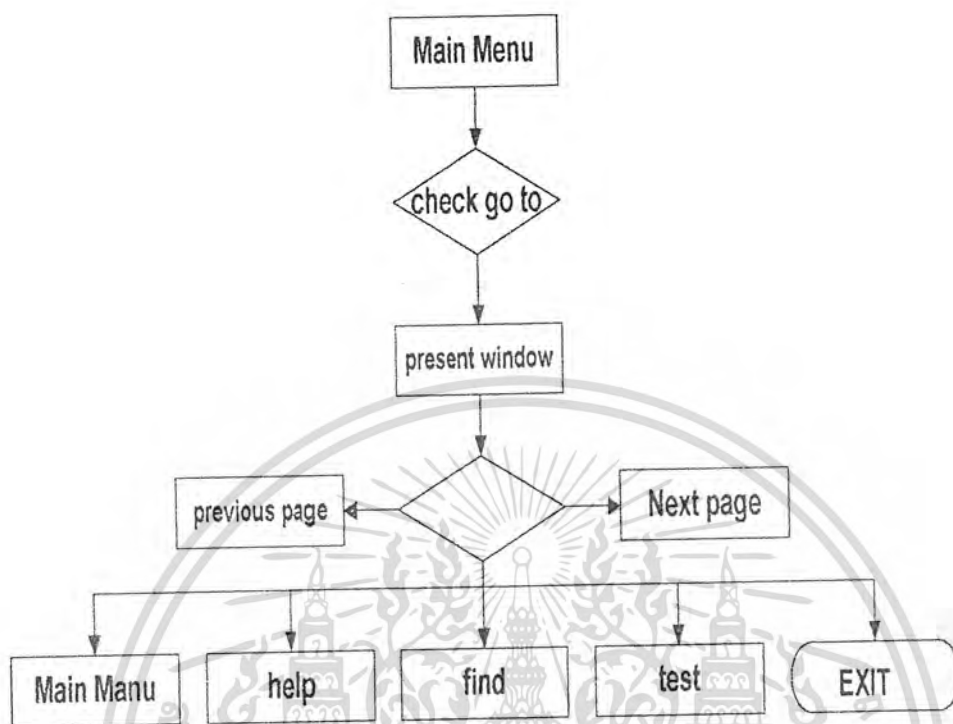 Main Menu
check go to
present window
previous page
Next page
Main Manu
help
find
test
EXIT